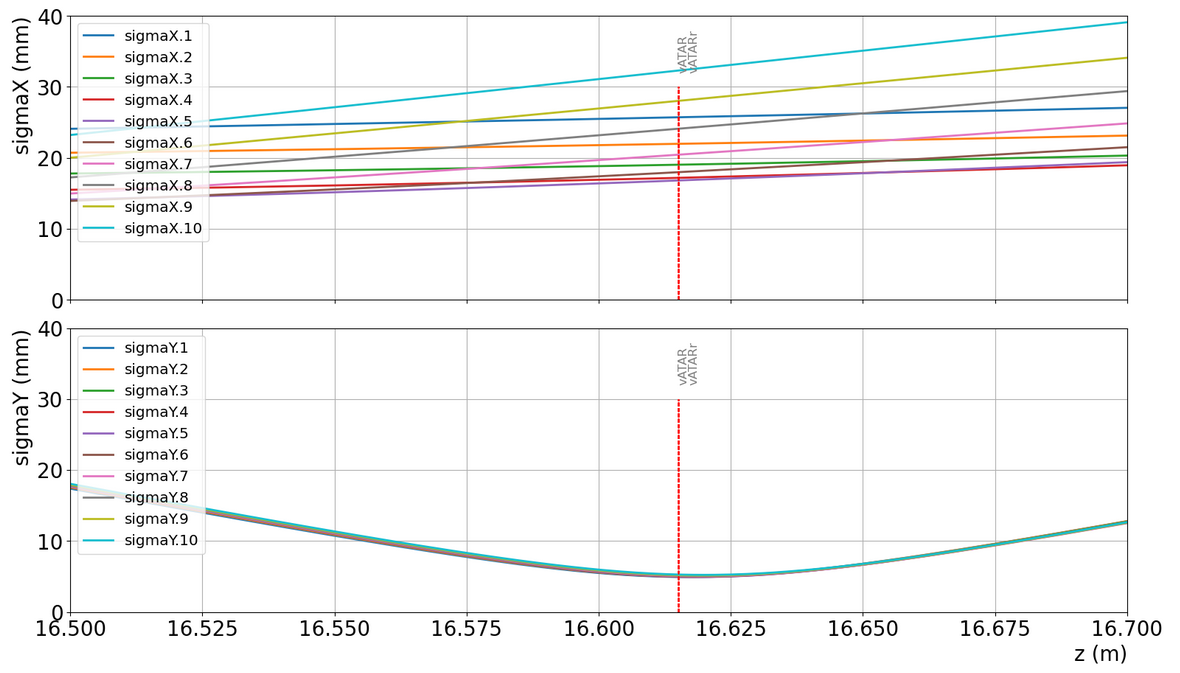 sigmaX (mm)
40
30
20
10
0
sigmaX.1
sigmaX.2
sigmaX.3
sigmaX.4
sigmaX.5
sigmaX.6
sigmaX.7
sigmaX.8
sigmaX.9
sigmaX.10
vATAR
vATARr
sigmaY (mm)
40
30
20
10
0
sigmaY.1
sigmaY.2
sigmaY.3
sigmaY.4
sigmaY.5
sigmaY.6
sigmaY.7
sigmaY.8
sigmaY.9
sigmaY.10
vATAR
vATARr
16.500 16.525 16.550 16.575 16.600 16.625 16.650 16.675 16.700
z (m)